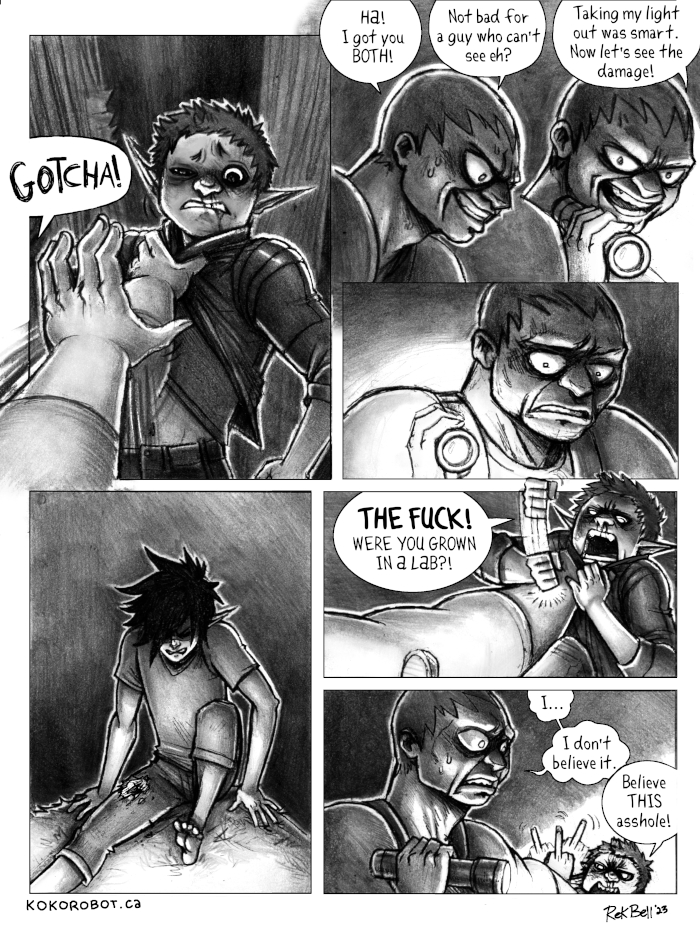 GOTCHA!
Ha!
I got you
BOTH!
Not bad for
a guy who can't
see eh?
Taking my light
out was smart.
Now let's see the
damage!
THE FUCK!
WERE YOU GROWN
IN a LaB?!
I...
I don't
believe it.
Believe
THIS
asshole!
KOKOROBOT.ca
Rek Bell '23